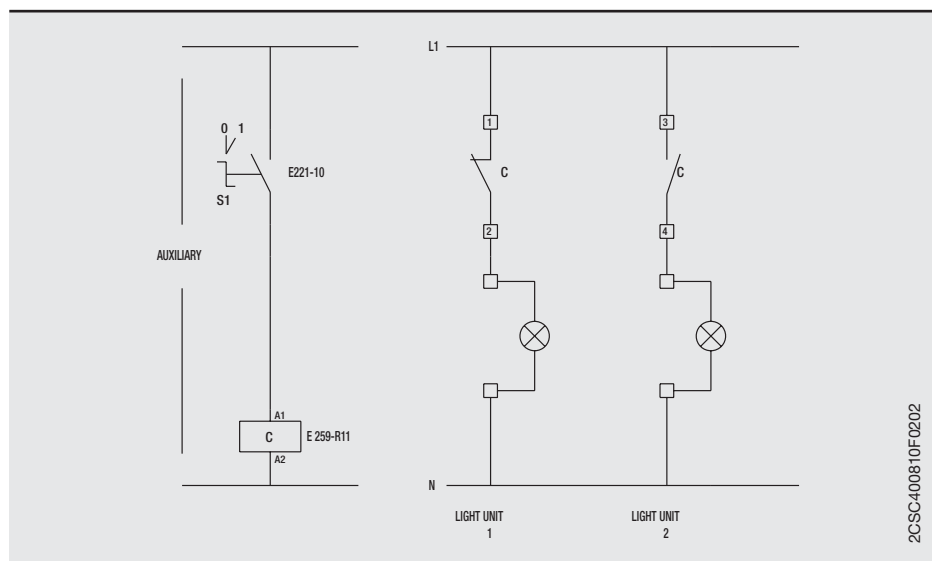 L1
0 1
S1
E221-10
AUXILIARY
A1
C
E 259-R11
A2
1
C
2
3
C
4
N
LIGHT UNIT
1
LIGHT UNIT
2
2CSC400810F0202